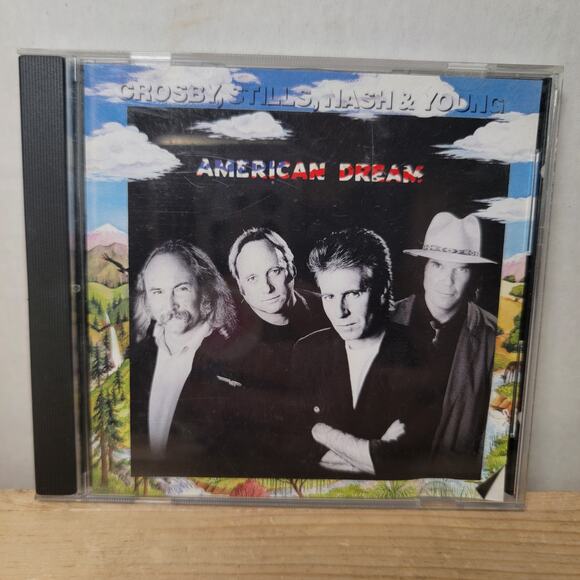 CROSBY, STILLS, NASH & YOUNG
AMERICAN DREAM